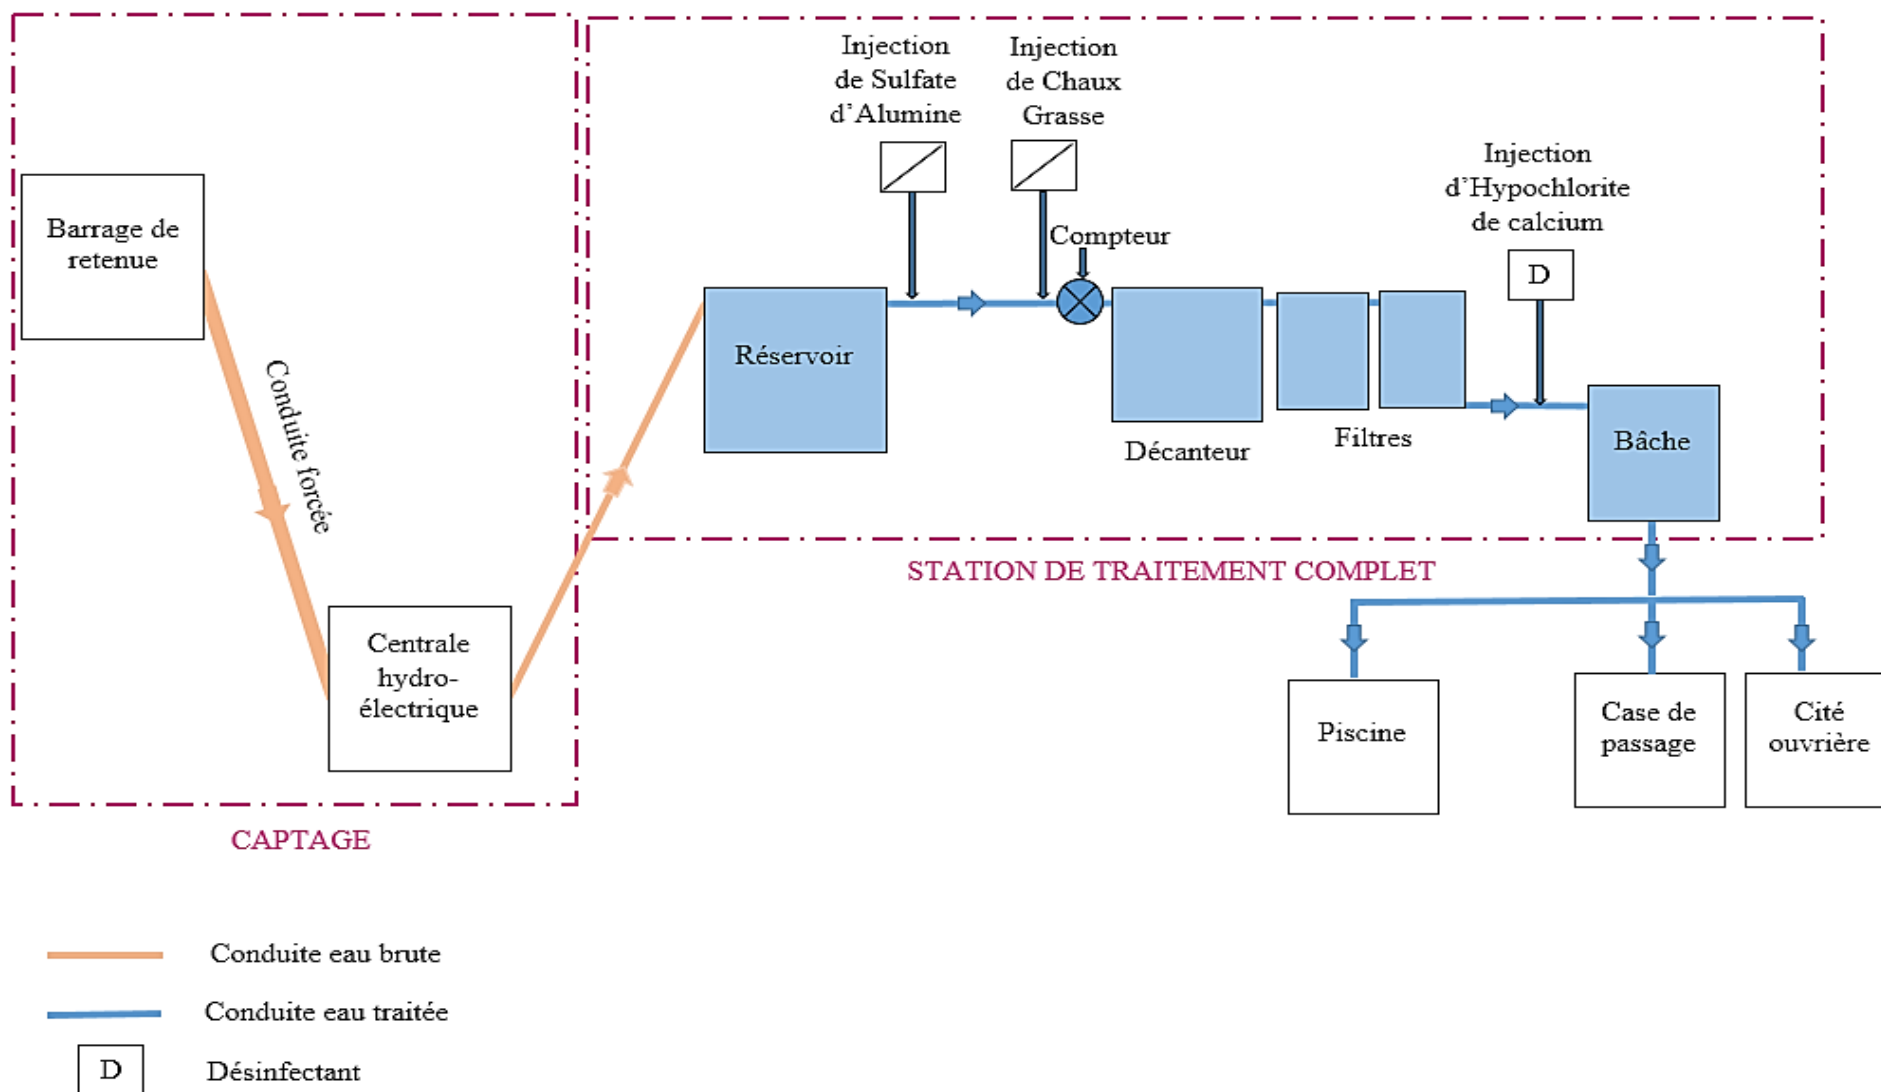 Injection
de Sulfate
d'Alumine
Injection
de Chaux
Grasse
Compteur
Injection
d'Hypochlorite
de calcium
D
Barrage de
retenue
Conduite forcée
Réservoir
Décanteur
Filtres
Bâche
STATION DE TRAITEMENT COMPLET
Centrale
hydro-
électrique
Piscine
Case de
passage
Cité
ouvrière
CAPTAGE
Conduite eau brute
Conduite eau traitée
D
Désinfectant